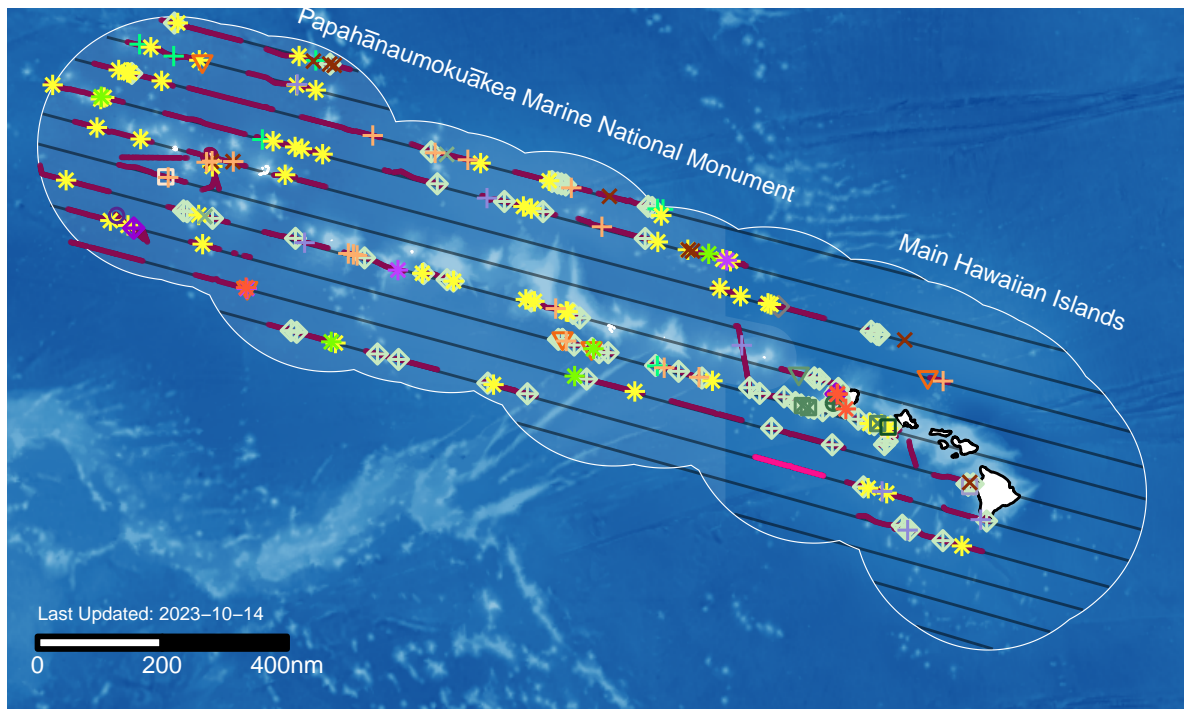 Papahānaumokuākea Marine National Monument
Main Hawaiian Islands
Last Updated: 2023−10−14
0 200 400nm